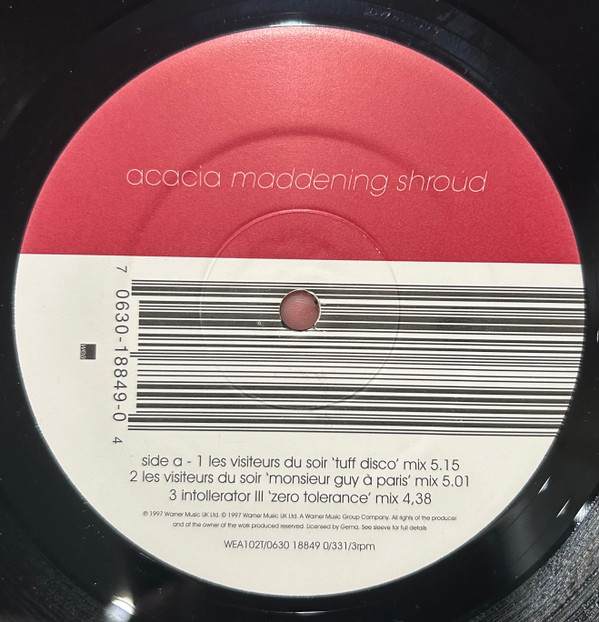 acacia maddening shroud
7 0630-18849-0 4
side a - 1 les visiteurs du soir 'tuff disco' mix 5.15
2 les visiteurs du soir 'monsieur guy à paris' mix 5.01
3 intollerator III 'zero tolerance' mix 4,38
℗ 1997 Warner Music UK Ltd. © 1997 Warner Music UK Ltd. A Warner Music Group Company. All rights of the producer
and of the owner of the work produced reserved. Licensed by Gema. See sleeve for full details
WEA102T/0630 18849 0/331/3rpm